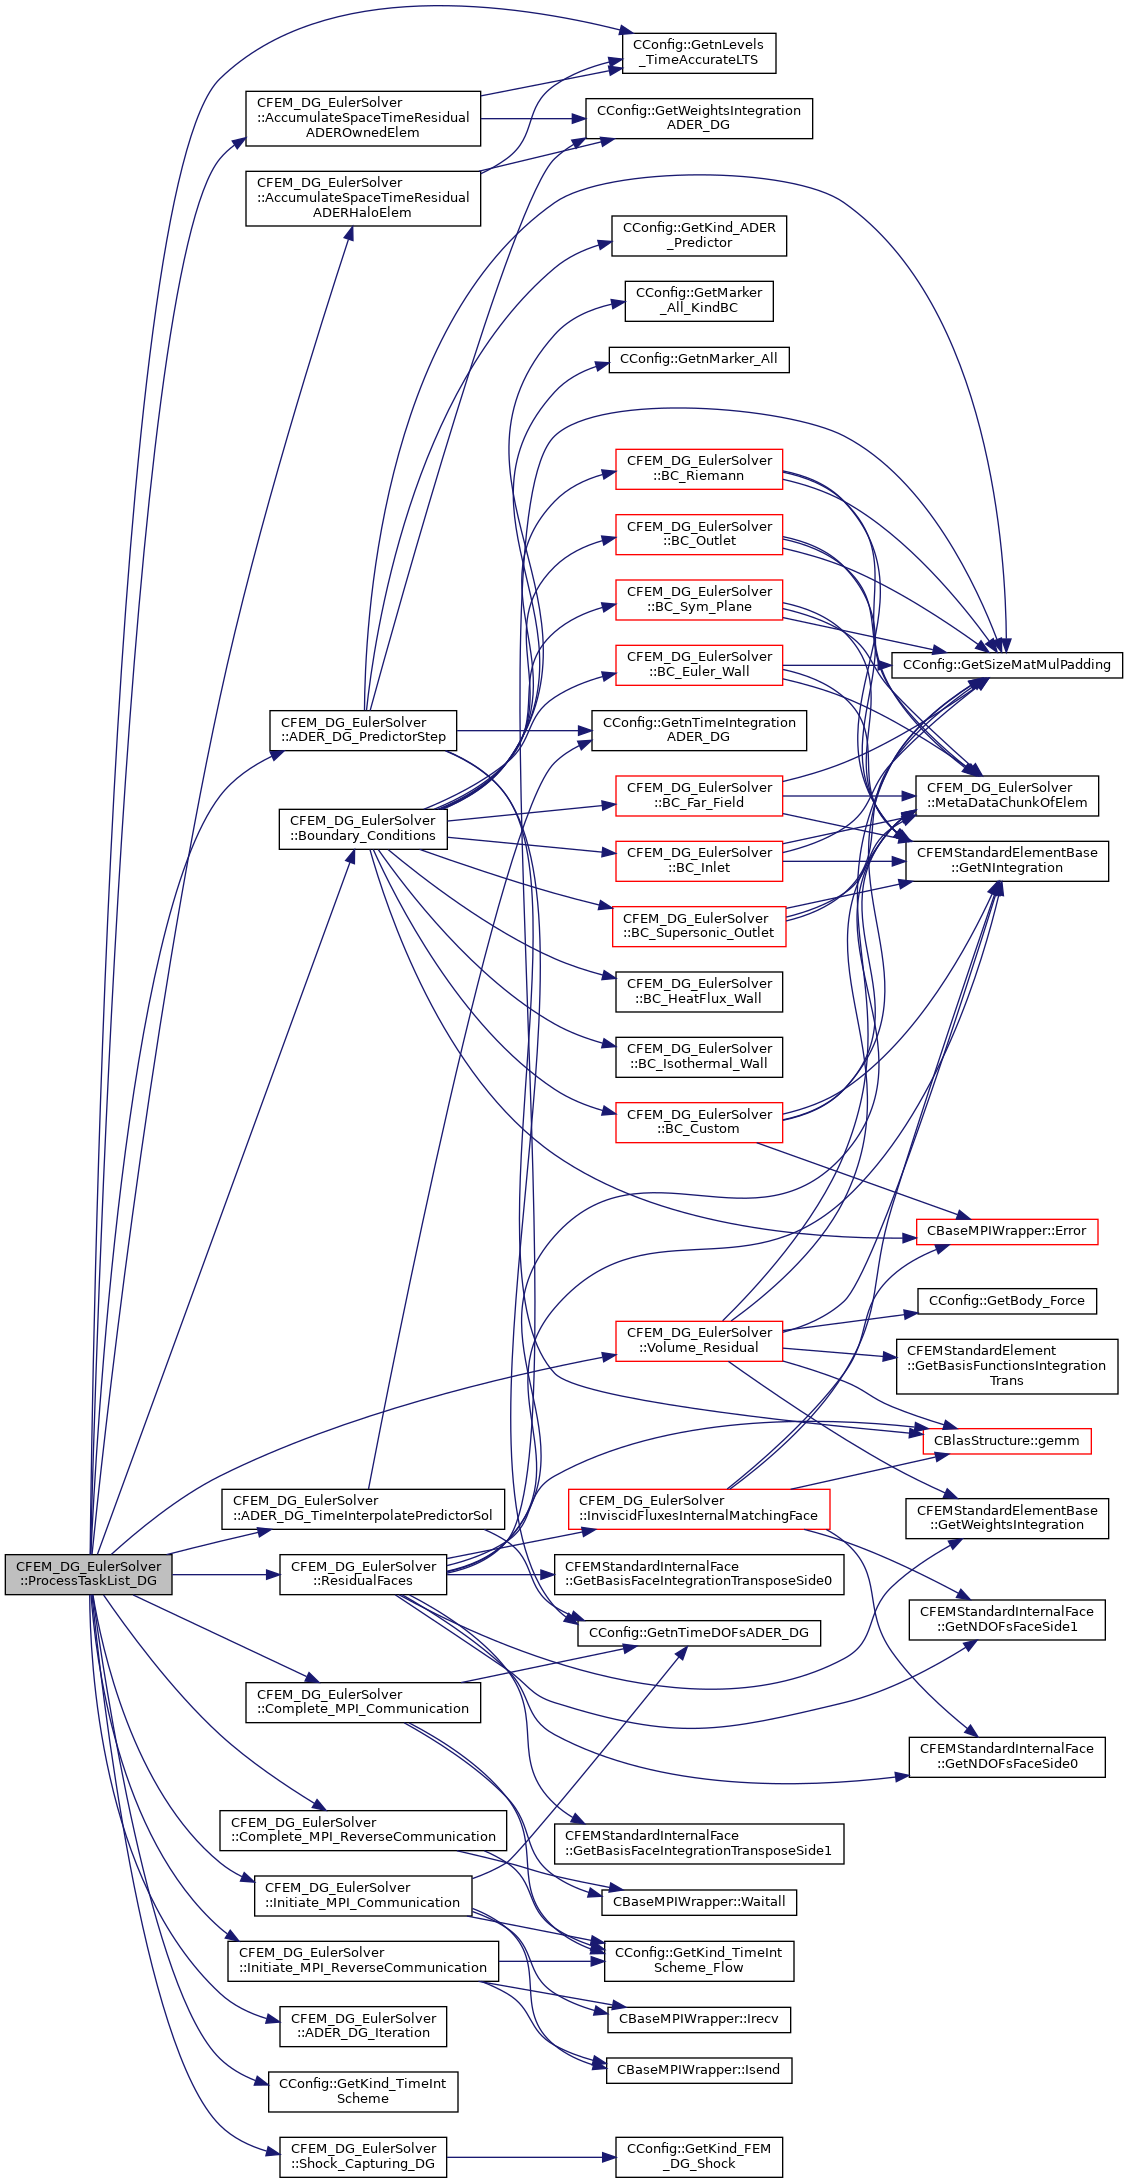 CConfig::GetnLevels
_TimeAccurateLTS
CFEM_DG_EulerSolver
::AccumulateSpaceTimeResidual
ADEROwnedElem
CConfig::GetWeightsIntegration
ADER_DG
CFEM_DG_EulerSolver
::AccumulateSpaceTimeResidual
ADERHaloElem
CConfig::GetKind_ADER
_Predictor
CConfig::GetMarker
_All_KindBC
CConfig::GetnMarker_All
CFEM_DG_EulerSolver
::BC_Riemann
CFEM_DG_EulerSolver
::BC_Outlet
CFEM_DG_EulerSolver
::BC_Sym_Plane
CFEM_DG_EulerSolver
::BC_Euler_Wall
CConfig::GetSizeMatMulPadding
CFEM_DG_EulerSolver
::ADER_DG_PredictorStep
CConfig::GetnTimeIntegration
ADER_DG
CFEM_DG_EulerSolver
::BC_Far_Field
CFEM_DG_EulerSolver
::MetaDataChunkOfElem
CFEM_DG_EulerSolver
::Boundary_Conditions
CFEM_DG_EulerSolver
::BC_Inlet
CFEMStandardElementBase
::GetNIntegration
CFEM_DG_EulerSolver
::BC_Supersonic_Outlet
CFEM_DG_EulerSolver
::BC_HeatFlux_Wall
CFEM_DG_EulerSolver
::BC_Isothermal_Wall
CFEM_DG_EulerSolver
::BC_Custom
CBaseMPIWrapper::Error
CConfig::GetBody_Force
CFEM_DG_EulerSolver
::Volume_Residual
CFEMStandardElement
::GetBasisFunctionsIntegration
Trans
CBlasStructure::gemm
CFEM_DG_EulerSolver
::ADER_DG_TimeInterpolatePredictorSol
CFEM_DG_EulerSolver
::InviscidFluxesInternalMatchingFace
CFEMStandardElementBase
::GetWeightsIntegration
CFEM_DG_EulerSolver
::ProcessTaskList_DG
CFEM_DG_EulerSolver
::ResidualFaces
CFEMStandardInternalFace
::GetBasisFaceIntegrationTransposeSide0
CFEMStandardInternalFace
::GetNDOFsFaceSide1
CConfig::GetnTimeDOFsADER_DG
CFEM_DG_EulerSolver
::Complete_MPI_Communication
CFEMStandardInternalFace
::GetNDOFsFaceSide0
CFEM_DG_EulerSolver
::Complete_MPI_ReverseCommunication
CFEMStandardInternalFace
::GetBasisFaceIntegrationTransposeSide1
CFEM_DG_EulerSolver
::Initiate_MPI_Communication
CBaseMPIWrapper::Waitall
CFEM_DG_EulerSolver
::Initiate_MPI_ReverseCommunication
CConfig::GetKind_TimeInt
Scheme_Flow
CFEM_DG_EulerSolver
::ADER_DG_Iteration
CBaseMPIWrapper::Irecv
CBaseMPIWrapper::Isend
CConfig::GetKind_TimeInt
Scheme
CFEM_DG_EulerSolver
::Shock_Capturing_DG
CConfig::GetKind_FEM
_DG_Shock